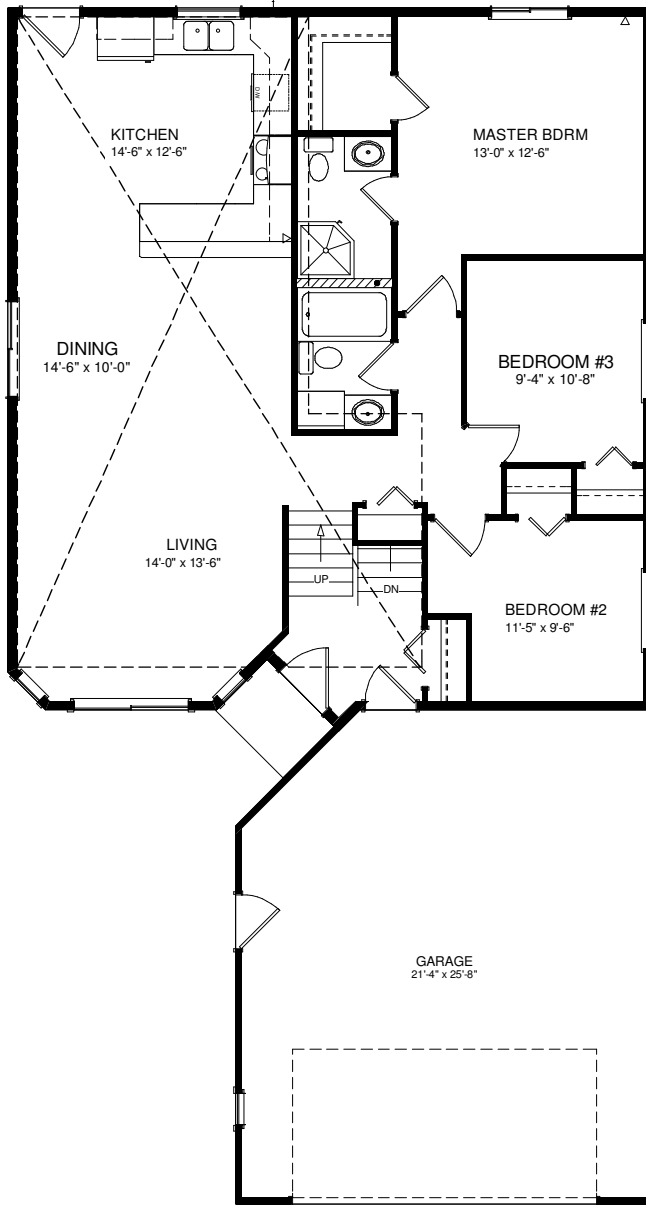 KITCHEN
14'-6" x 12'-6"
D/W
MASTER BDRM
13'-0" x 12'-6"
DINING
14'-6" x 10'-0"
BEDROOM #3
9'-4" x 10'-8"
LIVING
14'-0" x 13'-6"
UP
DN
BEDROOM #2
11'-5" x 9'-6"
GARAGE
21'-4" x 25'-8"